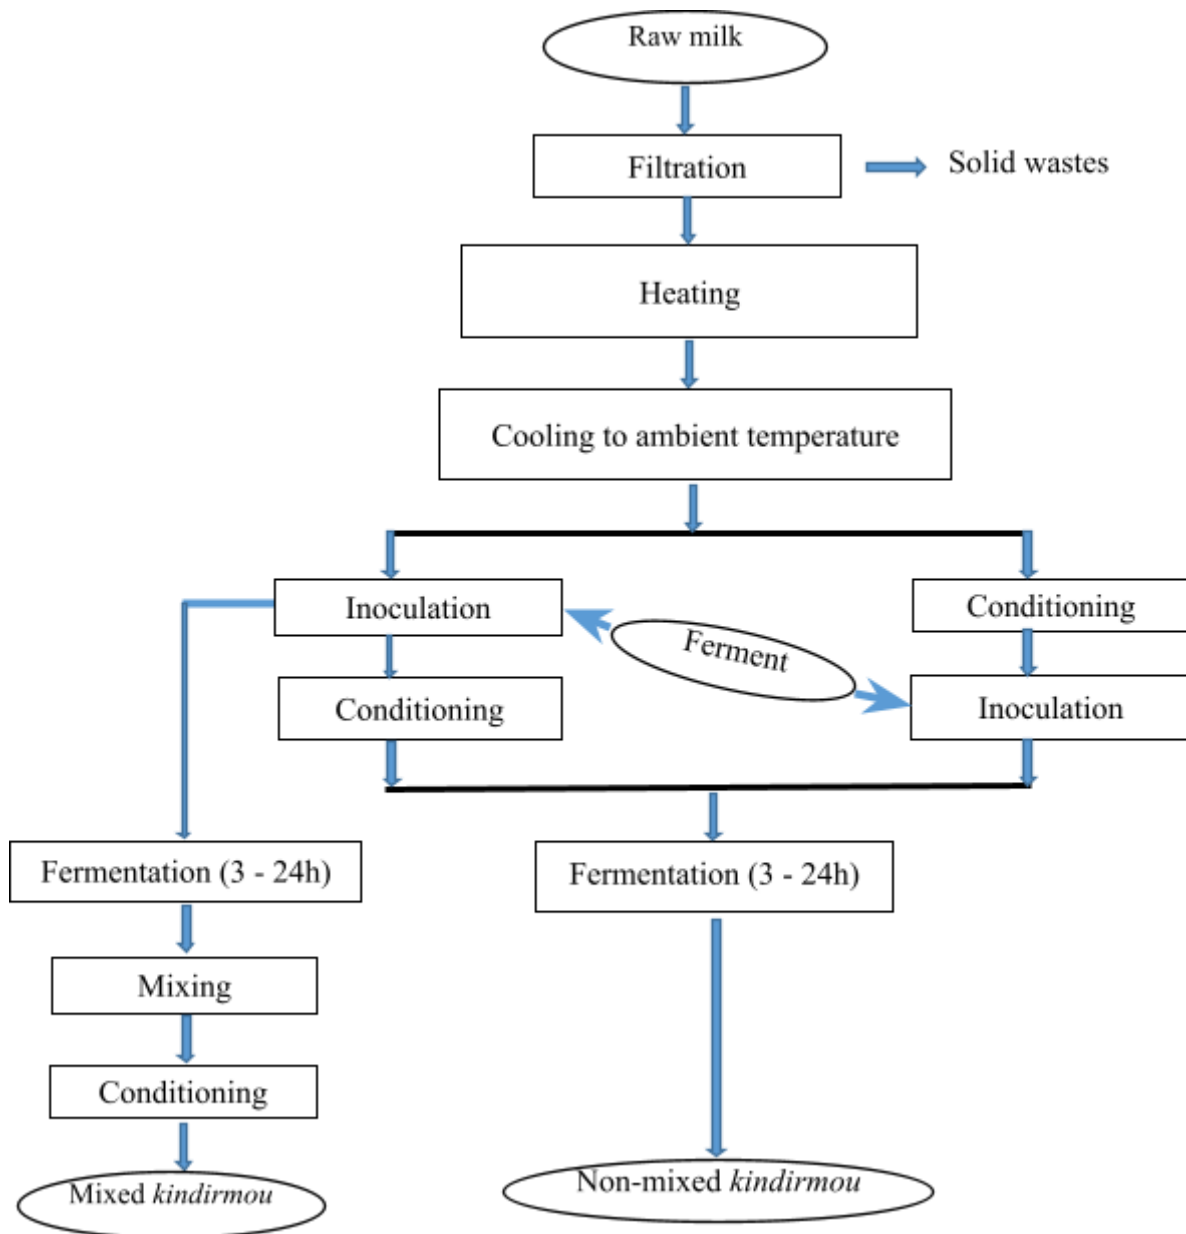 Raw milk
Filtration
Solid wastes
Heating
Cooling to ambient temperature
Inoculation
Conditioning
Ferment
Conditioning
Inoculation
Fermentation (3 - 24h)
Fermentation (3 - 24h)
Mixing
Conditioning
Mixed kindirmou
Non-mixed kindirmou